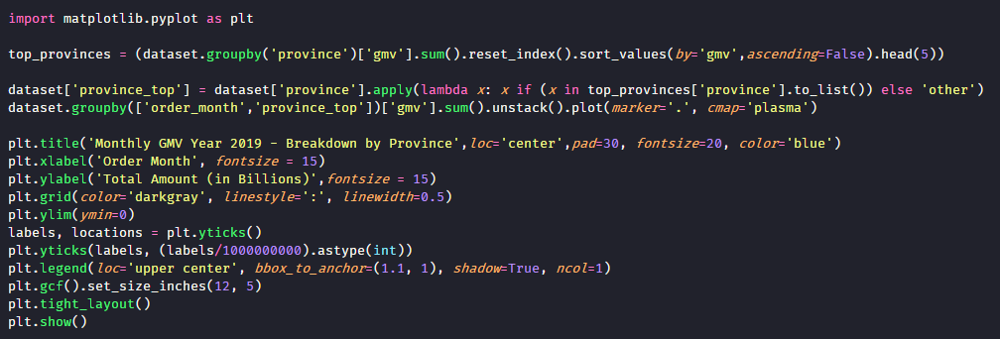 import matplotlib.pyplot as plt
top_provinces = (dataset.groupby('province')['gmv'].sum().reset_index().sort_values(by='gmv',ascending=False).head(5))
dataset['province_top'] = dataset['province'].apply(lambda x: x if (x in top_provinces['province'].to_list()) else 'other')
dataset.groupby(['order_month','province_top'])['gmv'].sum().unstack().plot(marker='.', cmap='plasma')
plt.title('Monthly GMV Year 2019 - Breakdown by Province',loc='center',pad=30, fontsize=20, color='blue')
plt.xlabel('Order Month', fontsize = 15)
plt.ylabel('Total Amount (in Billions)',fontsize = 15)
plt.grid(color='darkgray', linestyle=':', linewidth=0.5)
plt.ylim(ymin=0)
labels, locations = plt.yticks()
plt.yticks(labels, (labels/1000000000).astype(int))
plt.legend(loc='upper center', bbox_to_anchor=(1.1, 1), shadow=True, ncol=1)
plt.gcf().set_size_inches(12, 5)
plt.tight_layout()
plt.show()